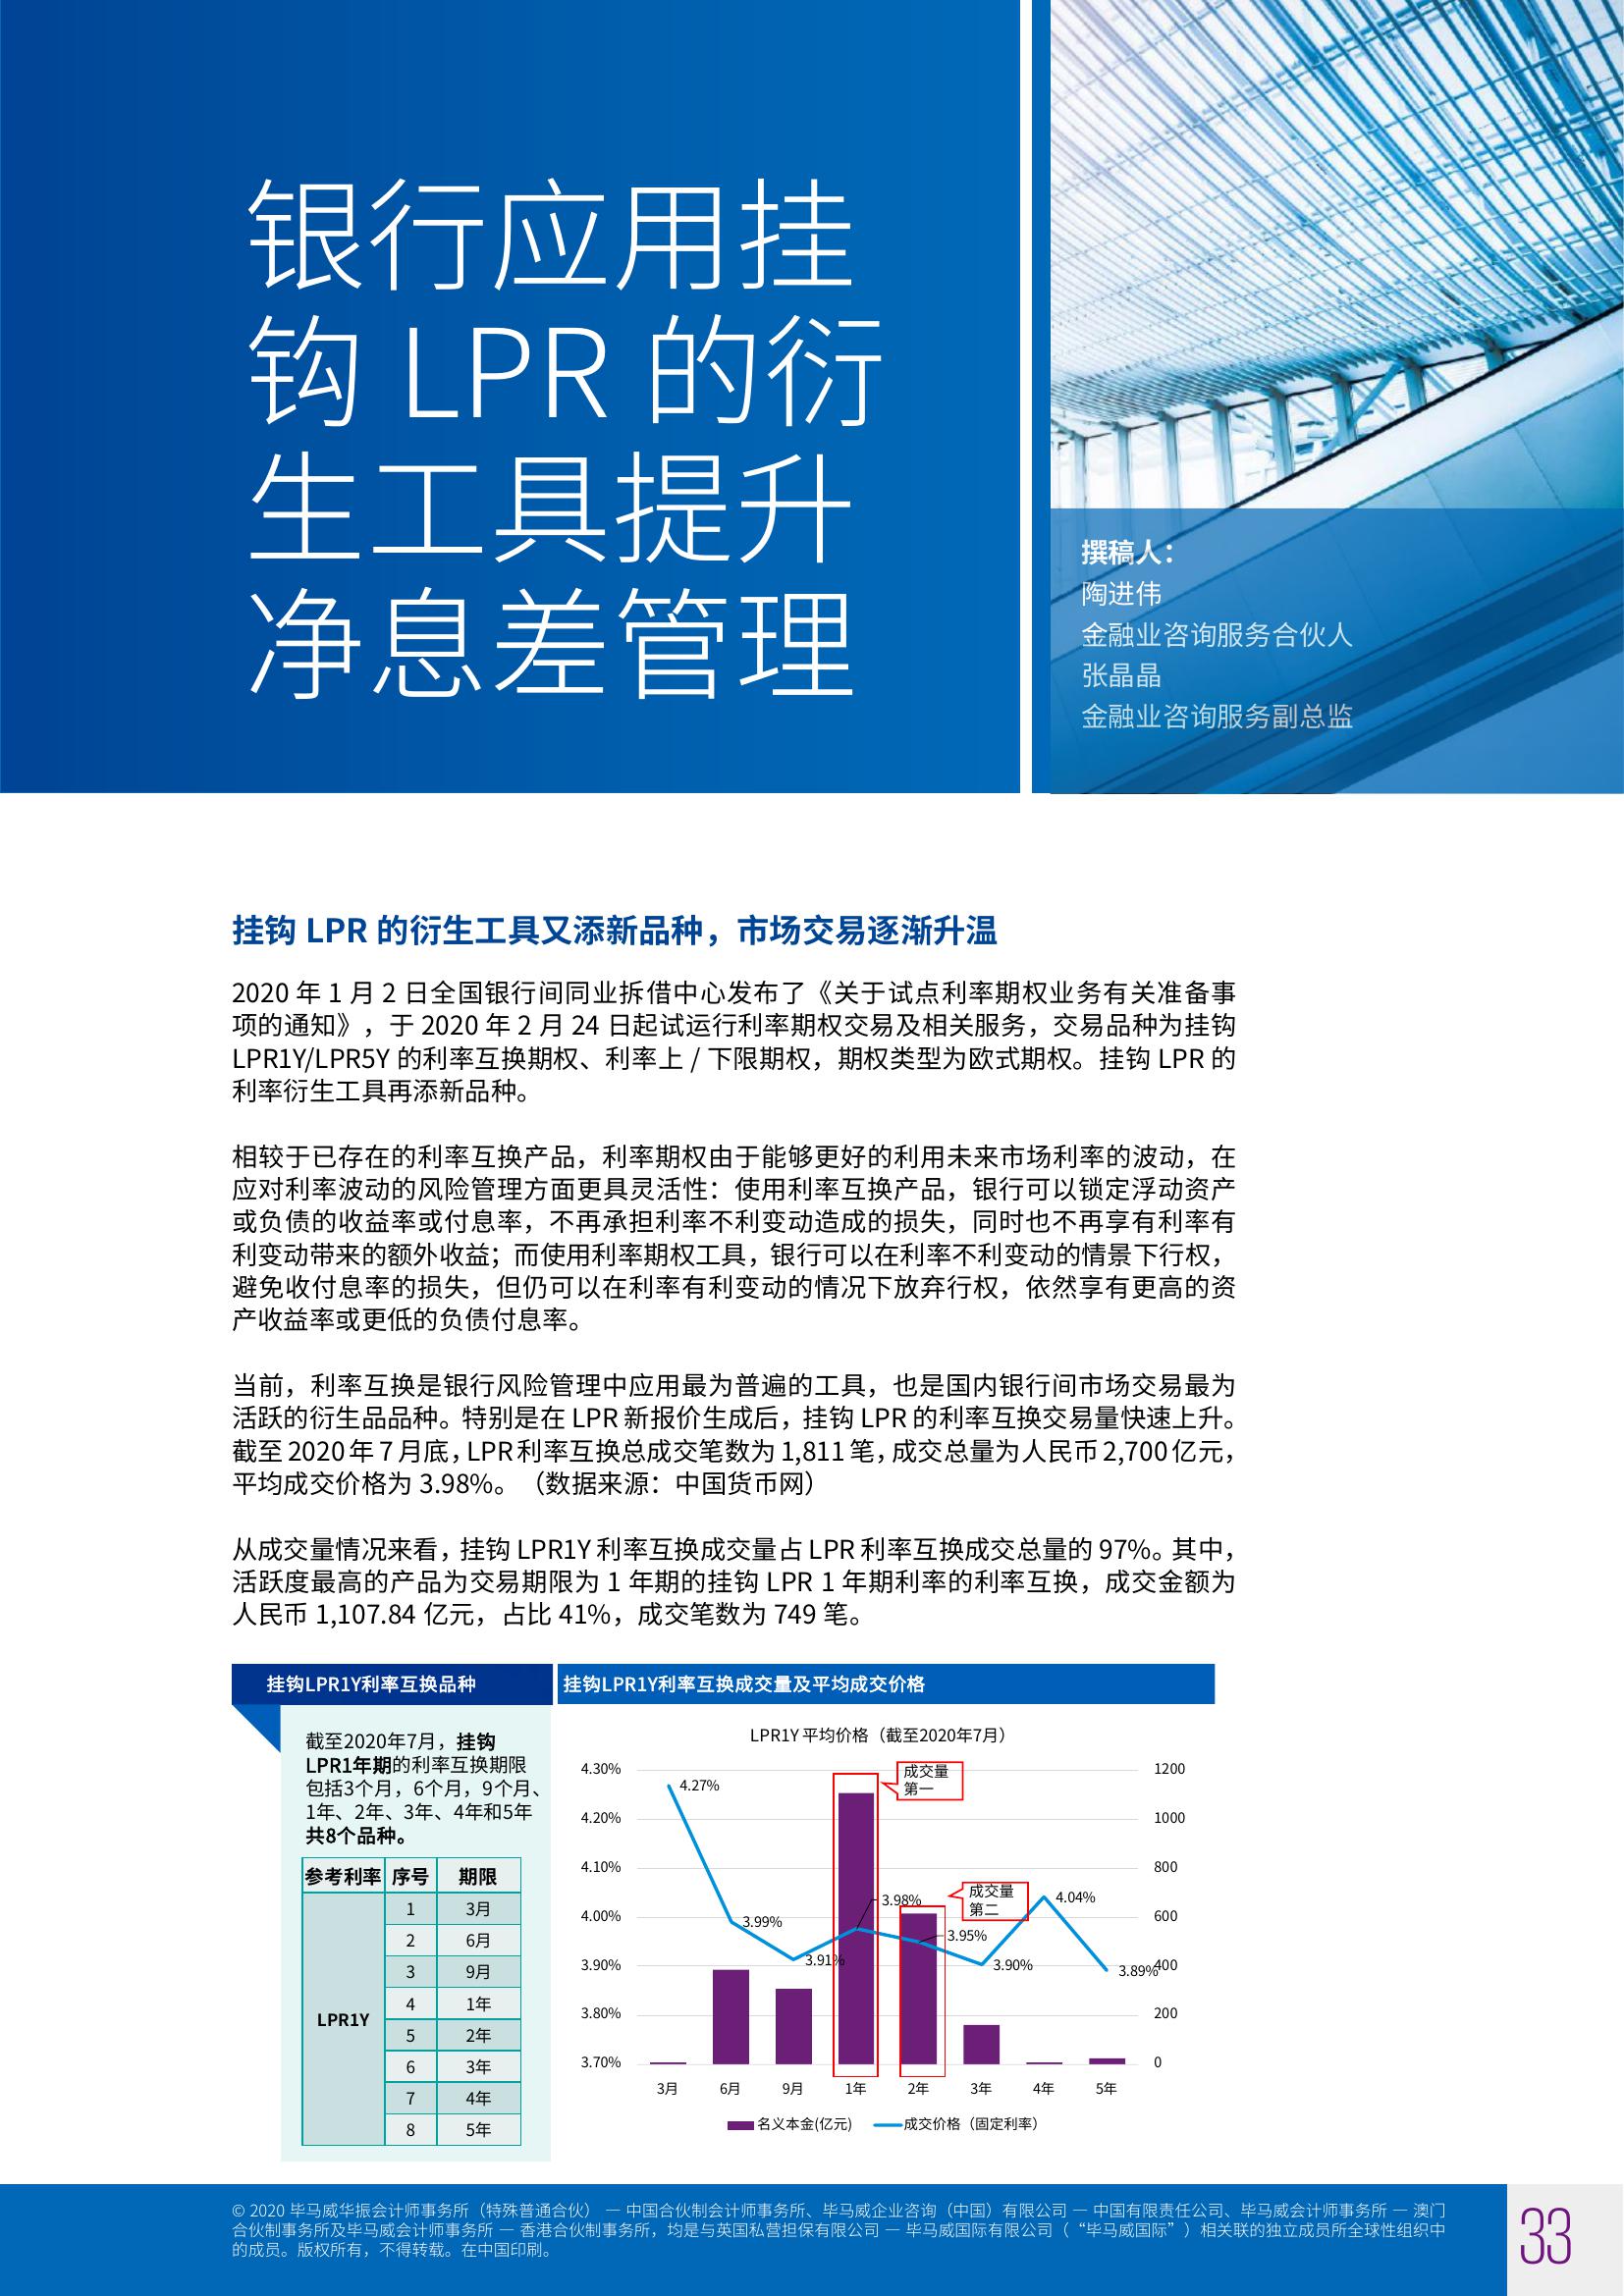 银行应用挂
钩 LPR 的衍
生工具提升
净息差管理
撰稿人：
陶进伟
金融业咨询服务合伙人
张晶晶
金融业咨询服务副总监
挂钩 LPR 的衍生工具又添新品种，市场交易逐渐升温
2020 年 1 月 2 日全国银行间同业拆借中心发布了《关于试点利率期权业务有关准备事
项的通知》，于 2020 年 2 月 24 日起试运行利率期权交易及相关服务，交易品种为挂钩
LPR1Y/LPR5Y 的利率互换期权、利率上 / 下限期权，期权类型为欧式期权。挂钩 LPR 的
利率衍生工具再添新品种。
相较于已存在的利率互换产品，利率期权由于能够更好的利用未来市场利率的波动，在
应对利率波动的风险管理方面更具灵活性：使用利率互换产品，银行可以锁定浮动资产
或负债的收益率或付息率，不再承担利率不利变动造成的损失，同时也不再享有利率有
利变动带来的额外收益；而使用利率期权工具，银行可以在利率不利变动的情景下行权，
避免收付息率的损失，但仍可以在利率有利变动的情况下放弃行权，依然享有更高的资
产收益率或更低的负债付息率。
当前，利率互换是银行风险管理中应用最为普遍的工具，也是国内银行间市场交易最为
活跃的衍生品品种。特别是在 LPR 新报价生成后，挂钩 LPR 的利率互换交易量快速上升。
截至 2020 年 7 月底，LPR 利率互换总成交笔数为 1,811 笔，成交总量为人民币 2,700 亿元，
平均成交价格为 3.98%。（数据来源：中国货币网）
从成交量情况来看，挂钩 LPR1Y 利率互换成交量占 LPR 利率互换成交总量的 97%。其中，
活跃度最高的产品为交易期限为 1 年期的挂钩 LPR 1 年期利率的利率互换，成交金额为
人民币 1,107.84 亿元，占比 41%，成交笔数为 749 笔。
挂钩LPR1Y利率互换品种
截至2020年7月，挂钩
LPR1年期的利率互换期限
包括3个月，6个月，9个月、
1年、2年、3年、4年和5年
共8个品种。
参考利率 序号 期限
LPR1Y
1 3月
2 6月
3 9月
4 1年
5 2年
6 3年
7 4年
8 5年
挂钩LPR1Y利率互换成交量及平均成交价格
LPR1Y 平均价格（截至2020年7月）
4.30%
4.20%
4.10%
4.00%
3.90%
3.80%
3.70%
1200
1000
800
600
400
200
0
4.27%
3.99%
3.91%
3.98%
3.95%
3.90%
4.04%
3.89%
成交量
第一
成交量
第二
3月 6月 9月 1年 2年 3年 4年 5年
名义本金(亿元) 成交价格（固定利率）
© 2020 毕马威华振会计师事务所（特殊普通合伙） — 中国合伙制会计师事务所、毕马威企业咨询（中国）有限公司 — 中国有限责任公司、毕马威会计师事务所 — 澳门
合伙制事务所及毕马威会计师事务所 — 香港合伙制事务所，均是与英国私营担保有限公司 — 毕马威国际有限公司（“毕马威国际”）相关联的独立成员所全球性组织中
的成员。版权所有，不得转载。在中国印刷。
33